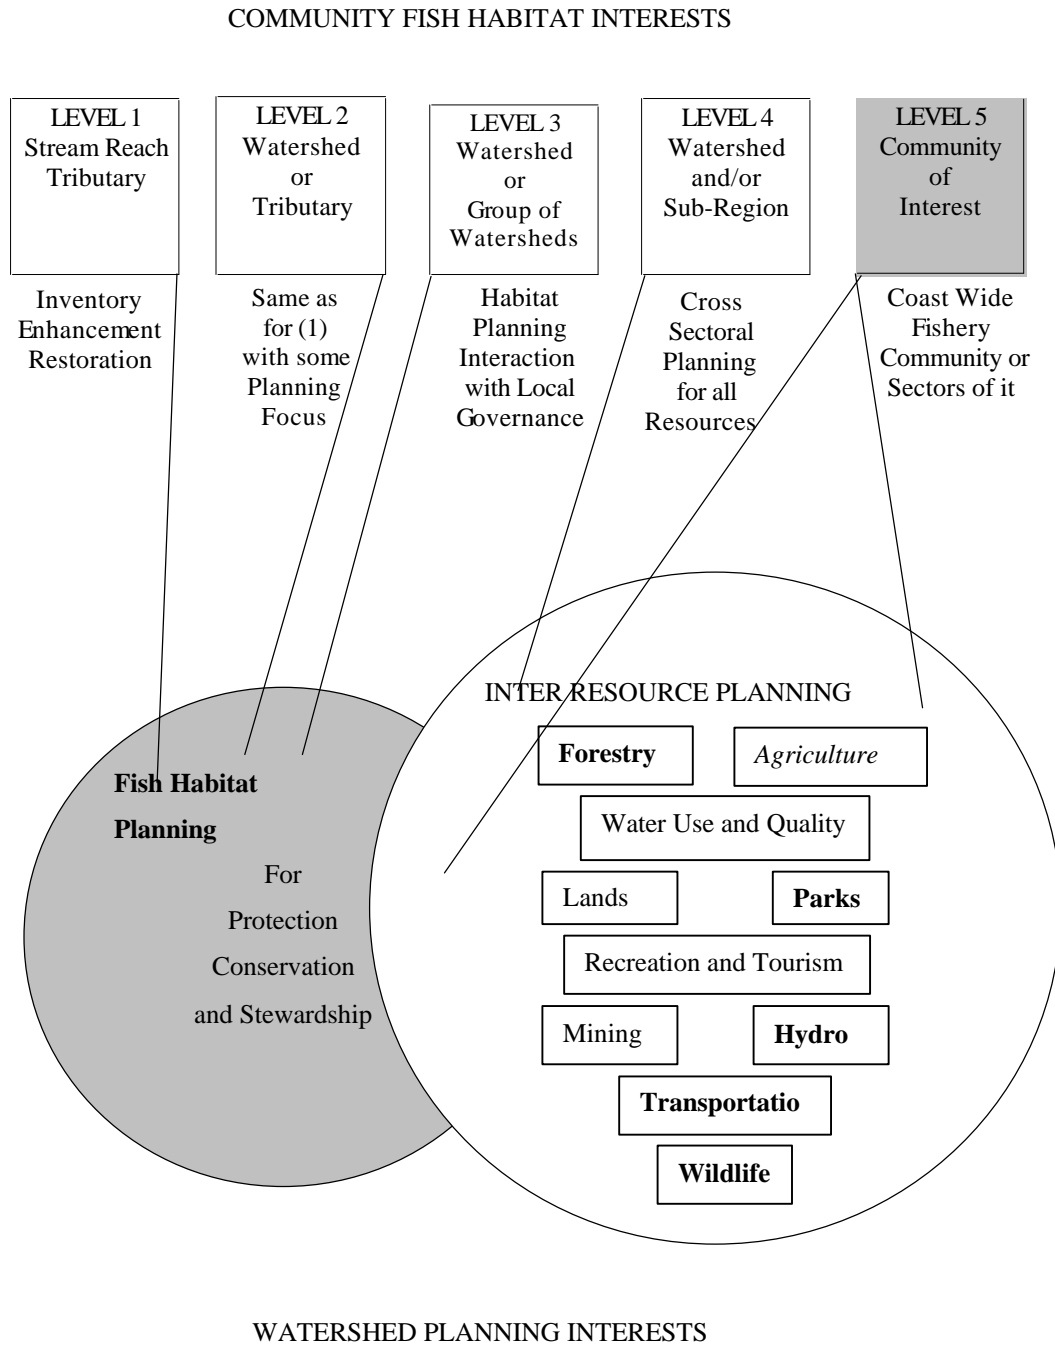 COMMUNITY FISH HABITAT INTERESTS
LEVEL 1
Stream Reach
Tributary
Inventory
Enhancement
Restoration
LEVEL 2
Watershed
or
Tributary
Same as
for (1)
with some
Planning
Focus
LEVEL 3
Watershed
or
Group of
Watersheds
Habitat
Planning
Interaction
with Local
Governance
LEVEL 4
Watershed
and/or
Sub-Region
Cross
Sectoral
Planning
for all
Resources
LEVEL 5
Community
of
Interest
Coast Wide
Fishery
Community or
Sectors of it
Fish Habitat
Planning
For
Protection
Conservation
and Stewardship
INTER RESOURCE PLANNING
Forestry
Agriculture
Water Use and Quality
Lands
Parks
Recreation and Tourism
Mining
Hydro
Transportatio
Wildlife
WATERSHED PLANNING INTERESTS